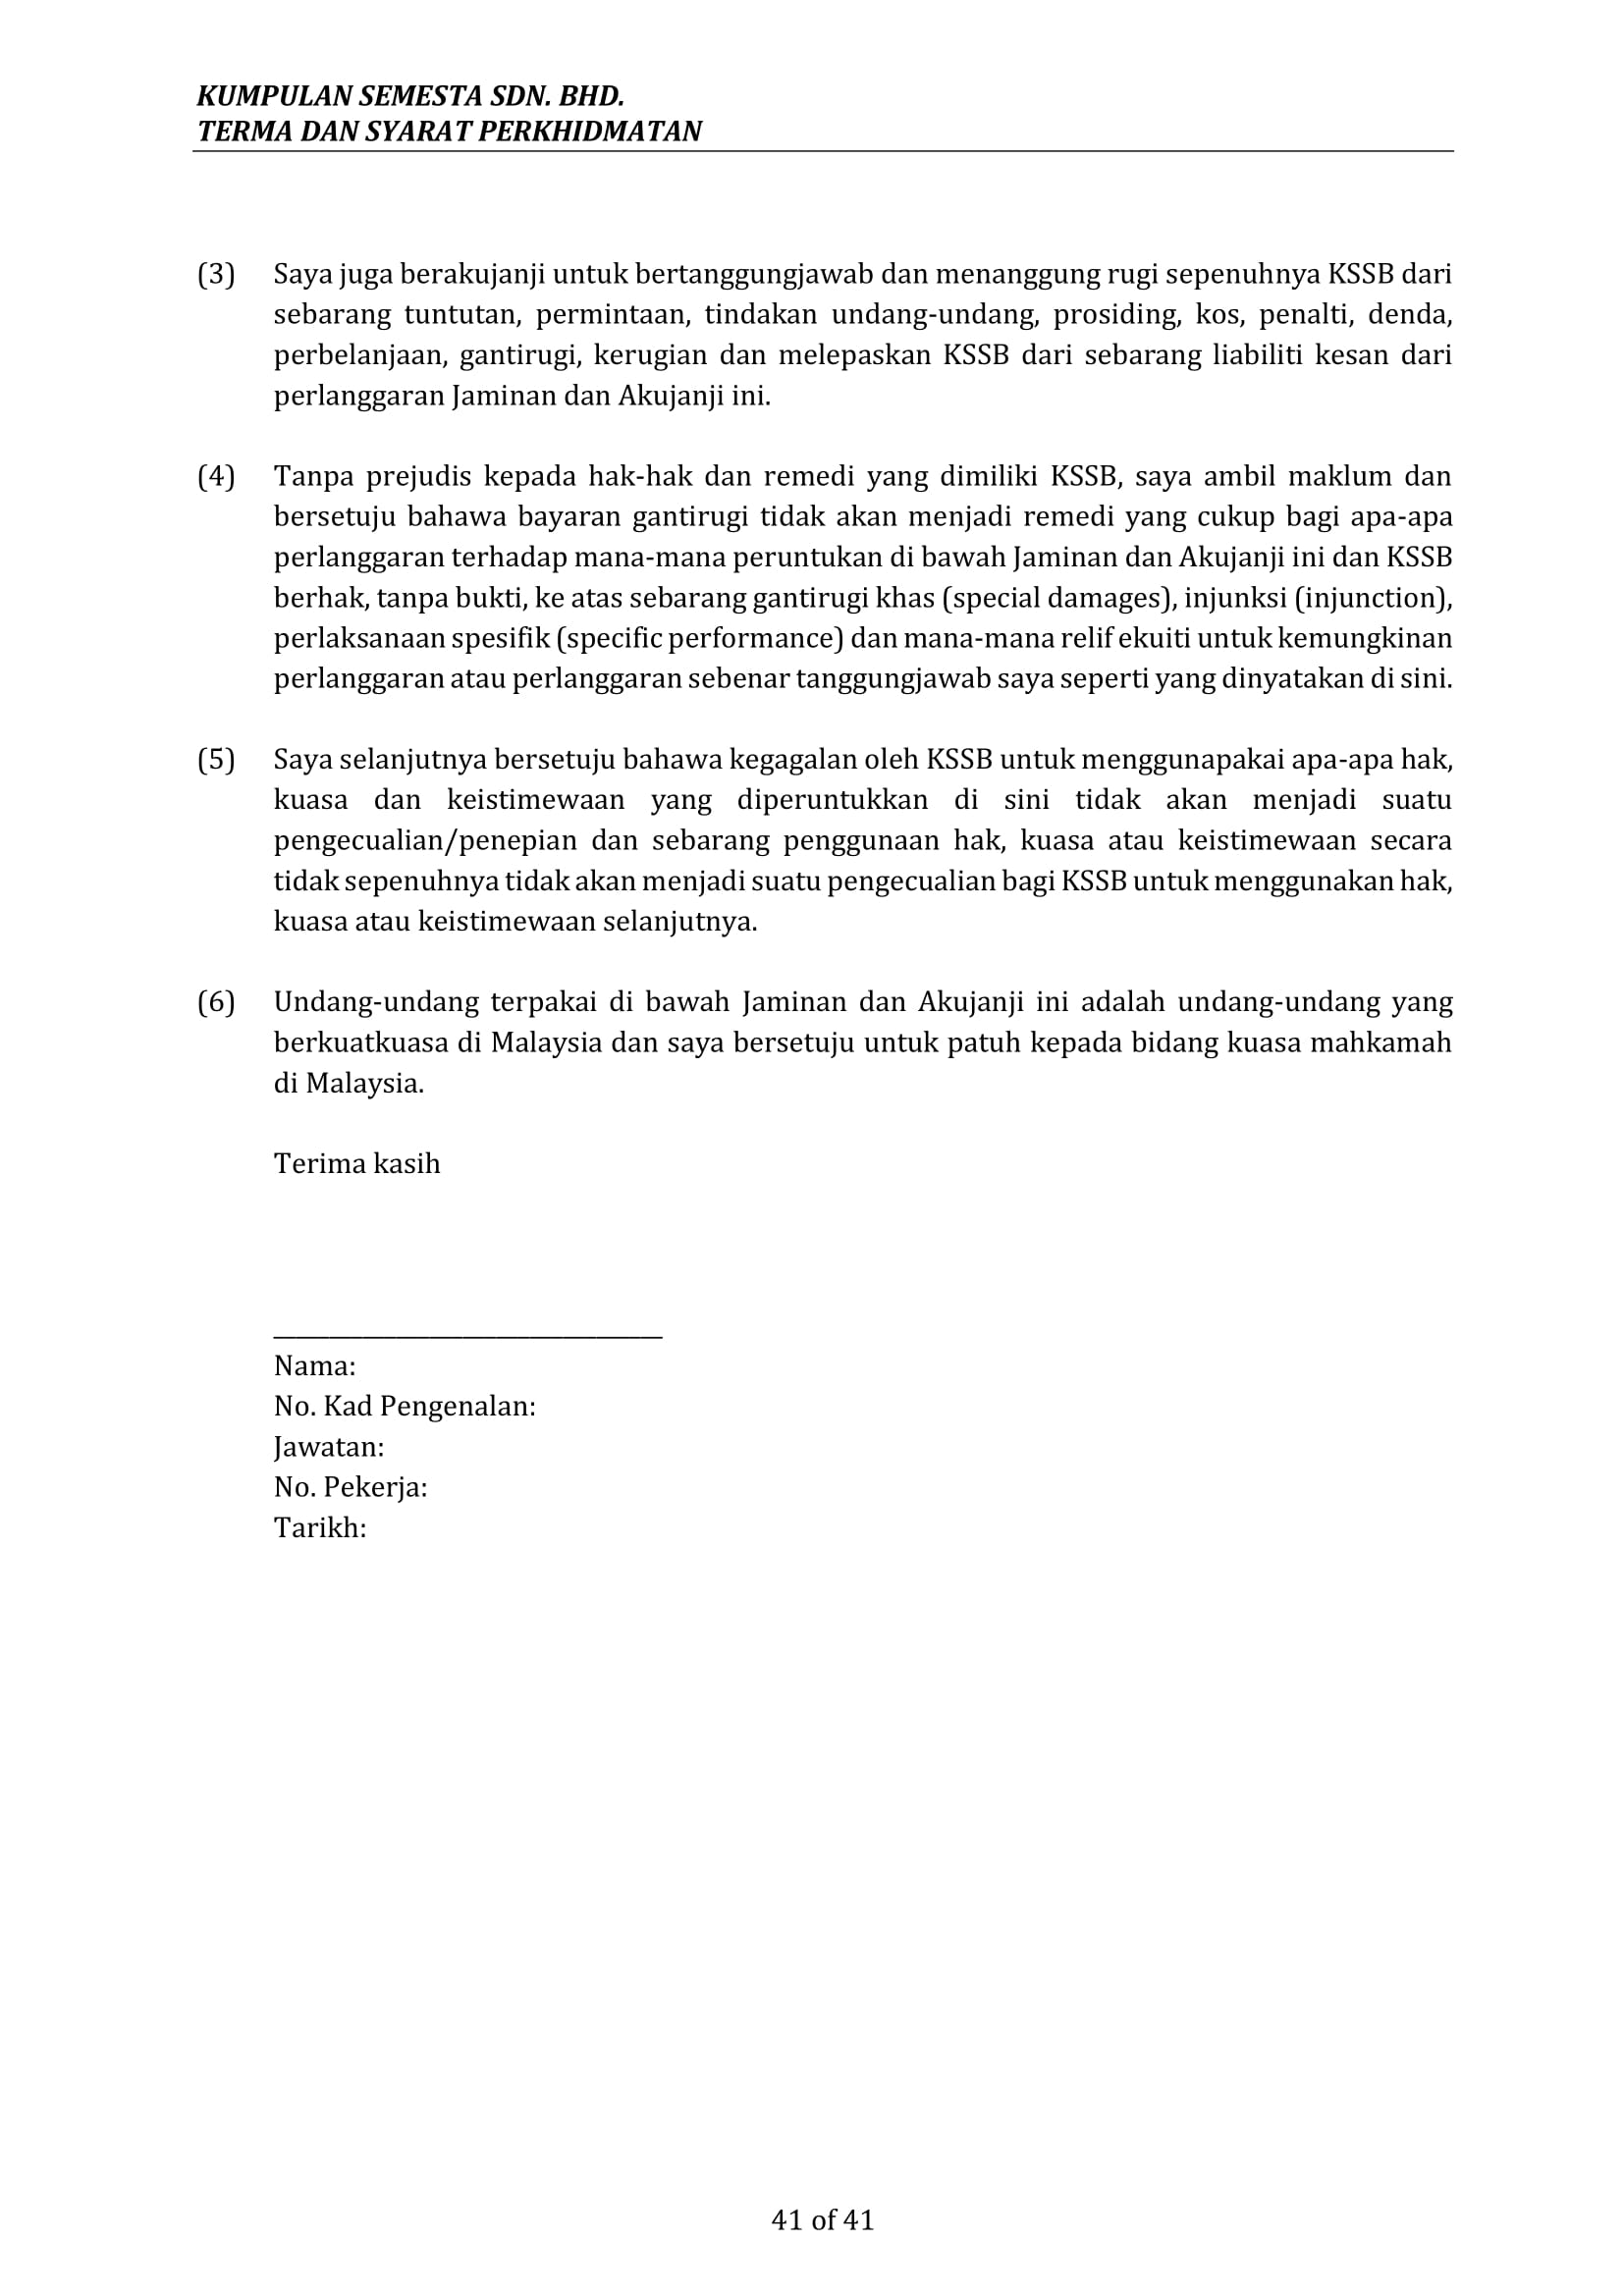 KUMPULAN SEMESTA SDN. BHD.
TERMA DAN SYARAT PERKHIDMATAN
(3) Saya juga berakujanji untuk bertanggungjawab dan menanggung rugi sepenuhnya KSSB dari
sebarang tuntutan, permintaan, tindakan undang-undang, prosiding, kos, penalti, denda,
perbelanjaan, gantirugi, kerugian dan melepaskan KSSB dari sebarang liabiliti kesan dari
perlanggaran Jaminan dan Akujanji ini.
(4) Tanpa prejudis kepada hak-hak dan remedi yang dimiliki KSSB, saya ambil maklum dan
bersetuju bahawa bayaran gantirugi tidak akan menjadi remedi yang cukup bagi apa-apa
perlanggaran terhadap mana-mana peruntukan di bawah Jaminan dan Akujanji ini dan KSSB
berhak, tanpa bukti, ke atas sebarang gantirugi khas (special damages), injunksi (injunction),
perlaksanaan spesifik (specific performance) dan mana-mana relif ekuiti untuk kemungkinan
perlanggaran atau perlanggaran sebenar tanggungjawab saya seperti yang dinyatakan di sini.
(5) Saya selanjutnya bersetuju bahawa kegagalan oleh KSSB untuk menggunapakai apa-apa hak,
kuasa dan keistimewaan yang diperuntukkan di sini tidak akan menjadi suatu
pengecualian/penepian dan sebarang penggunaan hak, kuasa atau keistimewaan secara
tidak sepenuhnya tidak akan menjadi suatu pengecualian bagi KSSB untuk menggunakan hak,
kuasa atau keistimewaan selanjutnya.
(6) Undang-undang terpakai di bawah Jaminan dan Akujanji ini adalah undang-undang yang
berkuatkuasa di Malaysia dan saya bersetuju untuk patuh kepada bidang kuasa mahkamah
di Malaysia.
Terima kasih
Nama:
No. Kad Pengenalan:
Jawatan:
No. Pekerja:
Tarikh:
41 of 41